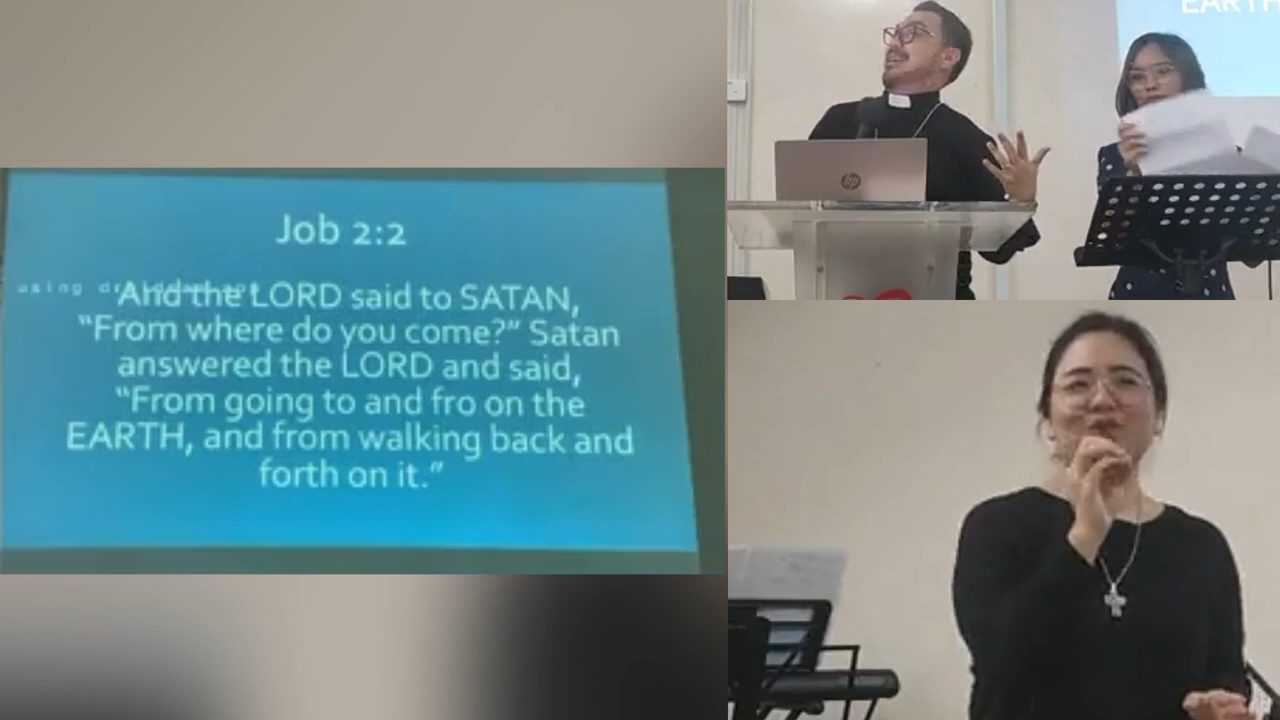 Job 2:2
"And the LORD said to SATAN,
"From where do you come?" Satan
answered the LORD and said,
"From going to and fro on the
EARTH, and from walking back and
forth on it."
using
EARTH
hp